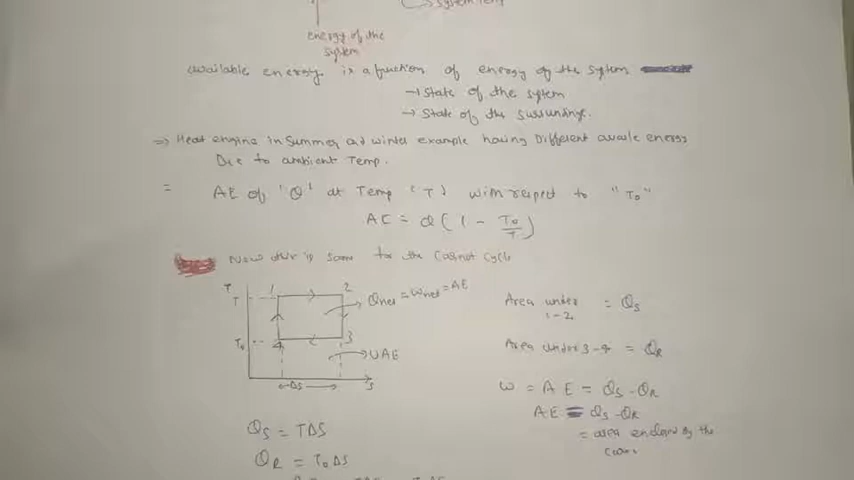 system
energy of the
system
available energy is a function of energy of the system
→ State of the system
→ State of the surrundings.
=> Heat engine in summer and winter example having Different avaule energy
Due to ambient Temp.
= AE of 'Q' at Temp (T) with respect to "T₀"
AE = Q (1 - T₀/T)
Now this is same to the Carnot Cycle
T
1 2
T Qnet = Wnet = AE
T₀ 4 3
UAE
ΔS S
Area under 1-2 = Qs
Area under 3-4 = QR
W = AE = Qs - QR
AE = Qs - QR
= area enclosed by the
Qs = TΔS
QR = T₀ΔS